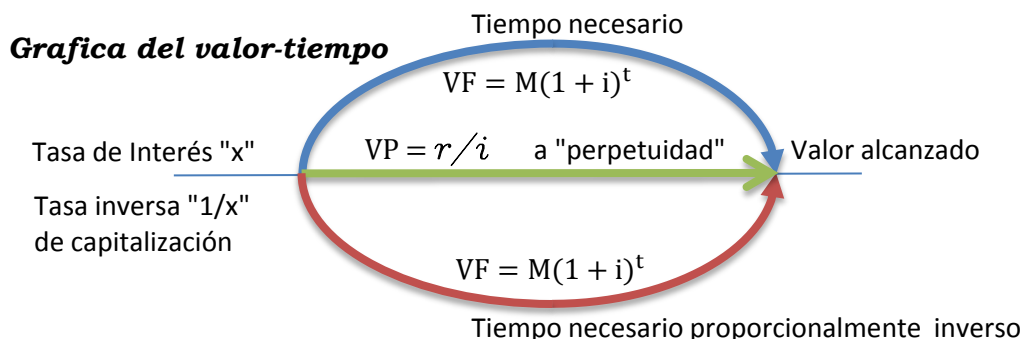 Tiempo necesario
Grafica del valor-tiempo
VF = M(1 + i)^t
Tasa de Interés "x"
VP = r/i a "perpetuidad"
Valor alcanzado
Tasa inversa "1/x"
de capitalización
VF = M(1 + i)^t
Tiempo necesario proporcionalmente inverso